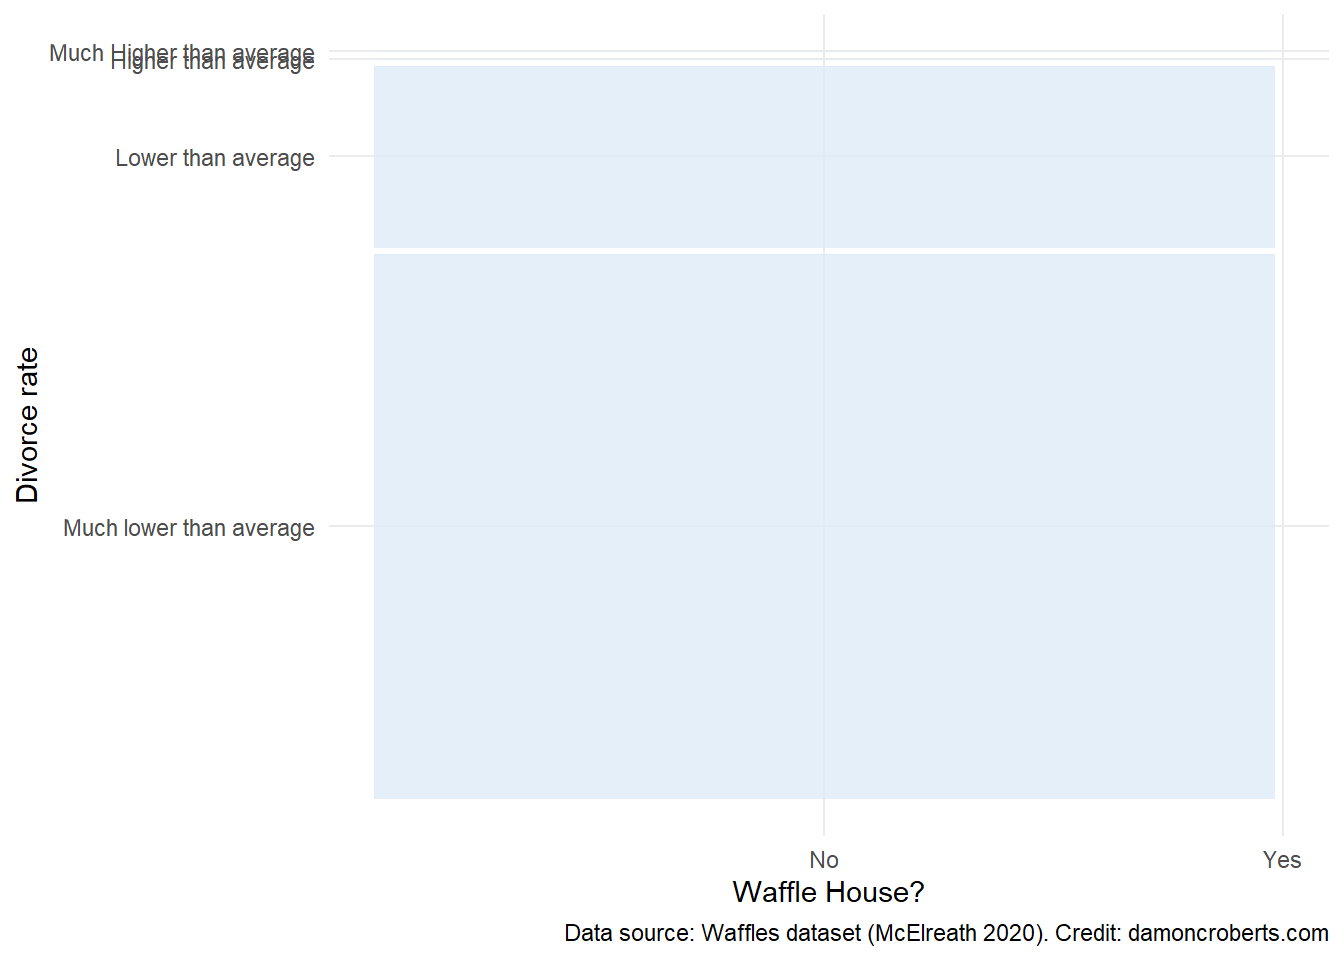 Much Higher than average
Higher than average
Lower than average
Divorce rate
Much lower than average
No
Yes
Waffle House?
Data source: Waffles dataset (McElreath 2020). Credit: damoncroberts.com